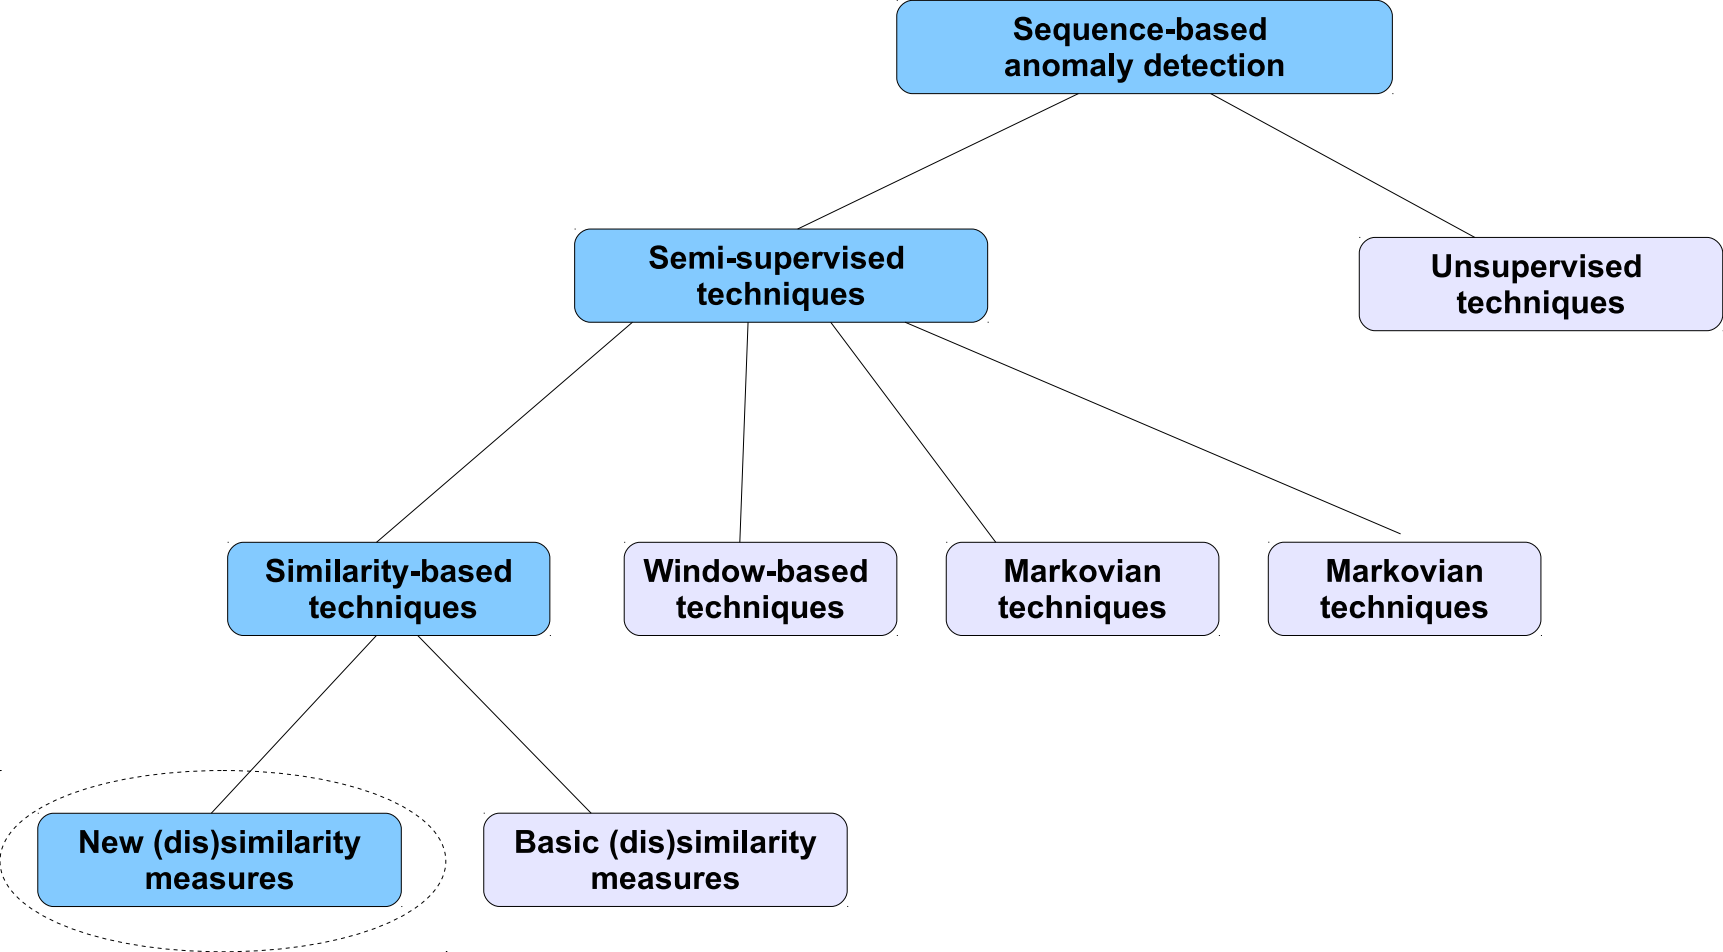 Sequence-based
anomaly detection
Semi-supervised
techniques
Unsupervised
techniques
Similarity-based
techniques
Window-based
techniques
Markovian
techniques
Markovian
techniques
New (dis)similarity
measures
Basic (dis)similarity
measures